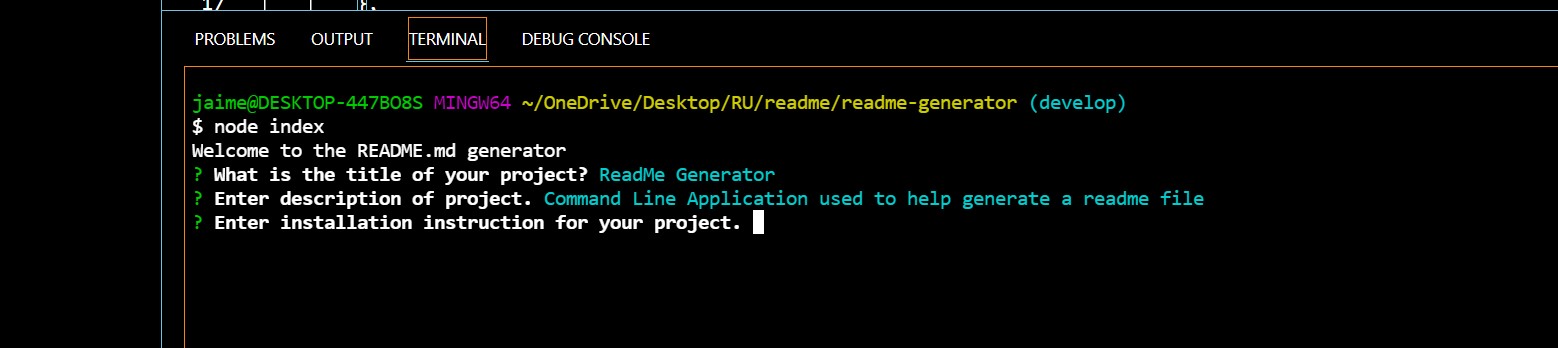 17 },
PROBLEMS OUTPUT TERMINAL DEBUG CONSOLE
jaime@DESKTOP-447BO8S MINGW64 ~/OneDrive/Desktop/RU/readme/readme-generator (develop)
$ node index
Welcome to the README.md generator
? What is the title of your project? ReadMe Generator
? Enter description of project. Command Line Application used to help generate a readme file
? Enter installation instruction for your project.